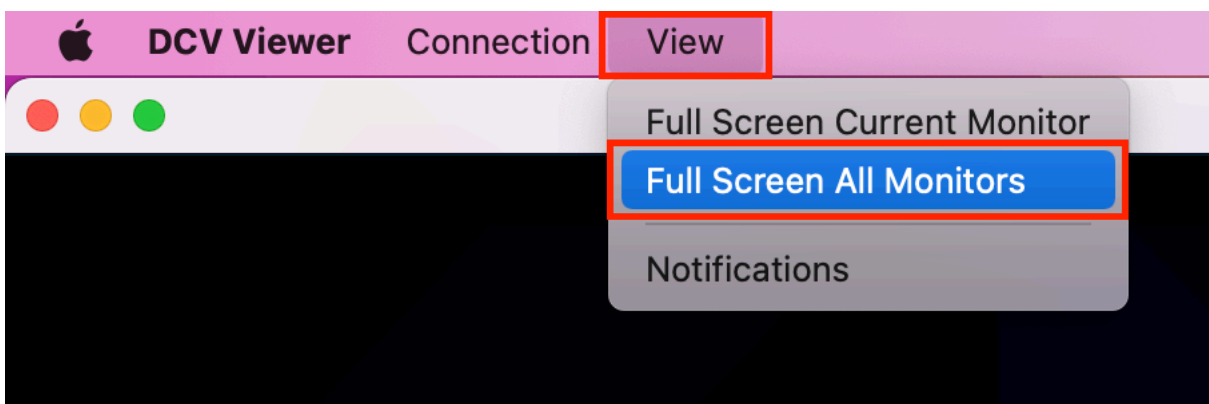 DCV Viewer Connection View
Full Screen Current Monitor
Full Screen All Monitors
Notifications